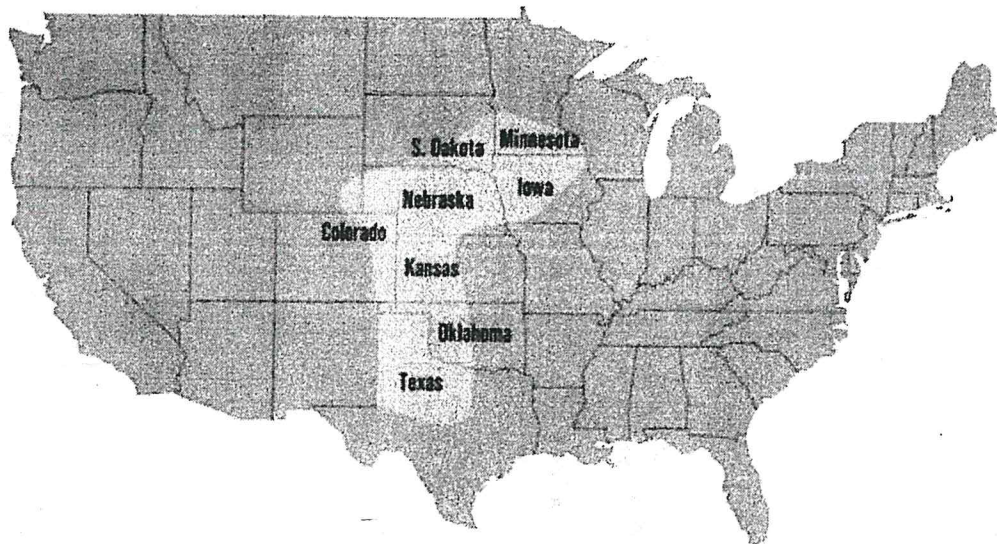 S. Dakota
Minnesota
Nebraska
Iowa
Colorado
Kansas
Oklahoma
Texas